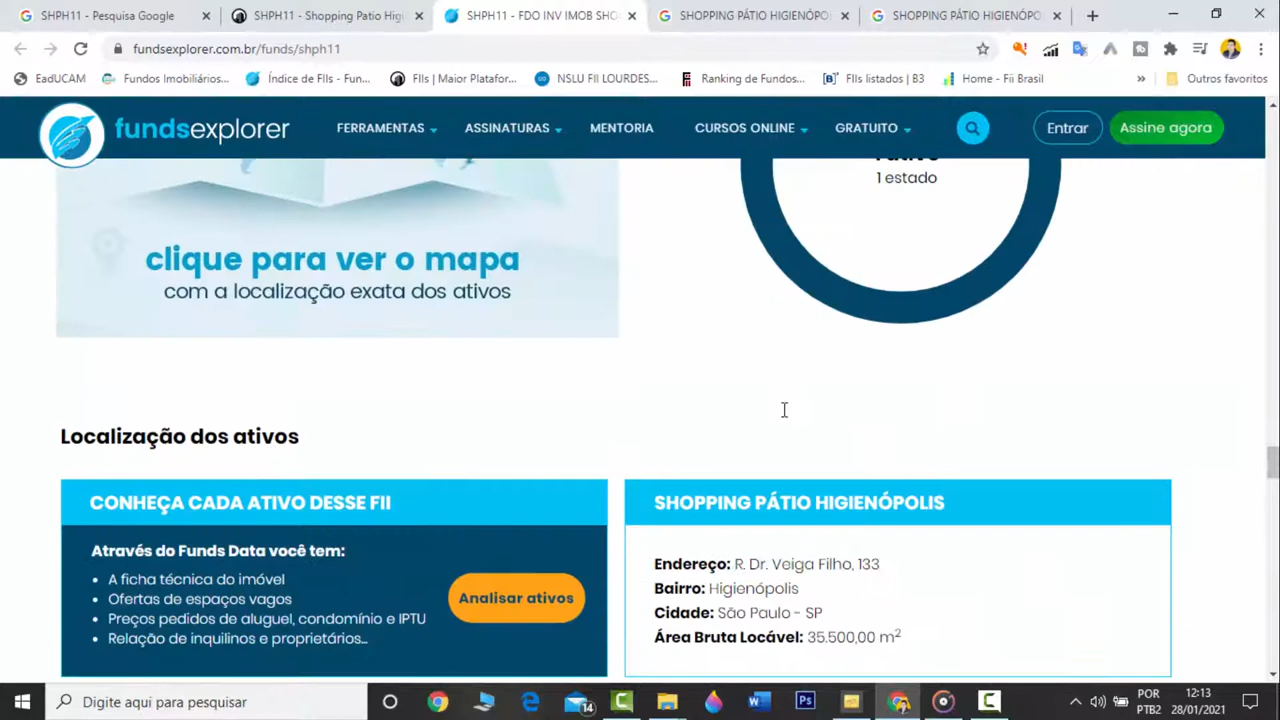 SHPH11 - Pesquisa Google
SHPH11 - Shopping Patio Higi
SHPH11 - FDO INV IMOB SHO
SHOPPING PÁTIO HIGIENÓPO
SHOPPING PÁTIO HIGIENÓPO
fundsexplorer.com.br/funds/shph11
EadUCAM
Fundos Imobiliários...
Índice de FIIs - Fun...
FIIs | Maior Platafor...
NSLU FII LOURDES...
Ranking de Fundos...
FIIs listados | B3
Home - Fii Brasil
»
Outros favoritos
fundsexplorer
FERRAMENTAS
ASSINATURAS
MENTORIA
CURSOS ONLINE
GRATUITO
Entrar
Assine agora
1 estado
clique para ver o mapa
com a localização exata dos ativos
Localização dos ativos
CONHEÇA CADA ATIVO DESSE FII
Através do Funds Data você tem:
• A ficha técnica do imóvel
• Ofertas de espaços vagos
• Preços pedidos de aluguel, condomínio e IPTU
• Relação de inquilinos e proprietários...
Analisar ativos
SHOPPING PÁTIO HIGIENÓPOLIS
Endereço: R. Dr. Veiga Filho, 133
Bairro: Higienópolis
Cidade: São Paulo - SP
Área Bruta Locável: 35.500,00 m²
Digite aqui para pesquisar
14
W
Ps
POR
PTB2
12:13
28/01/2021